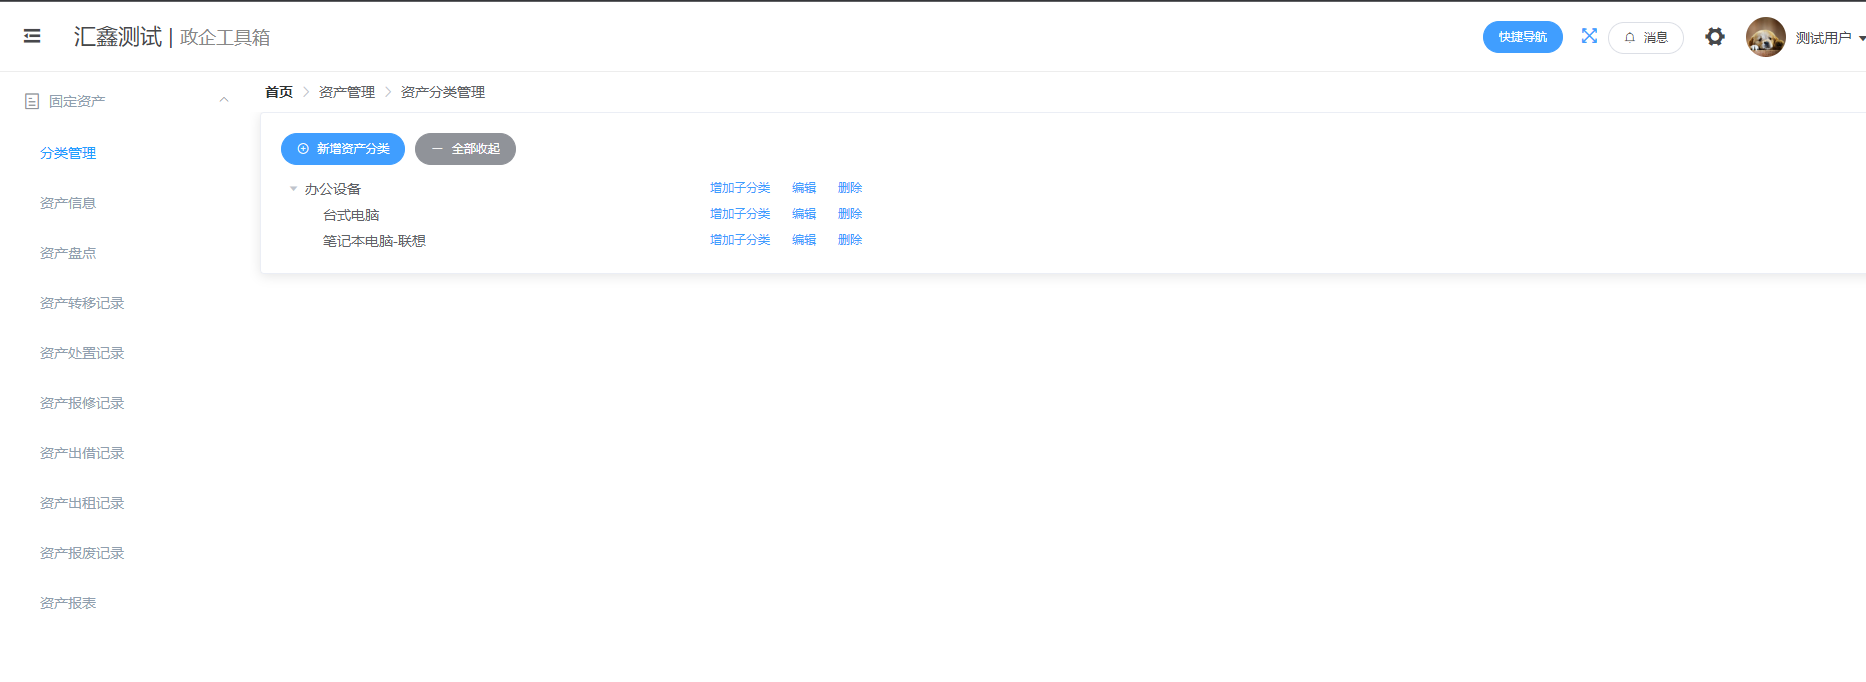 汇鑫测试 | 政企工具箱
快捷导航
消息
测试用户
固定资产
分类管理
资产信息
资产盘点
资产转移记录
资产处置记录
资产报修记录
资产出借记录
资产出租记录
资产报废记录
资产报表
首页 > 资产管理 > 资产分类管理
新增资产分类 全部收起
办公设备 增加子分类 编辑 删除
台式电脑 增加子分类 编辑 删除
笔记本电脑-联想 增加子分类 编辑 删除